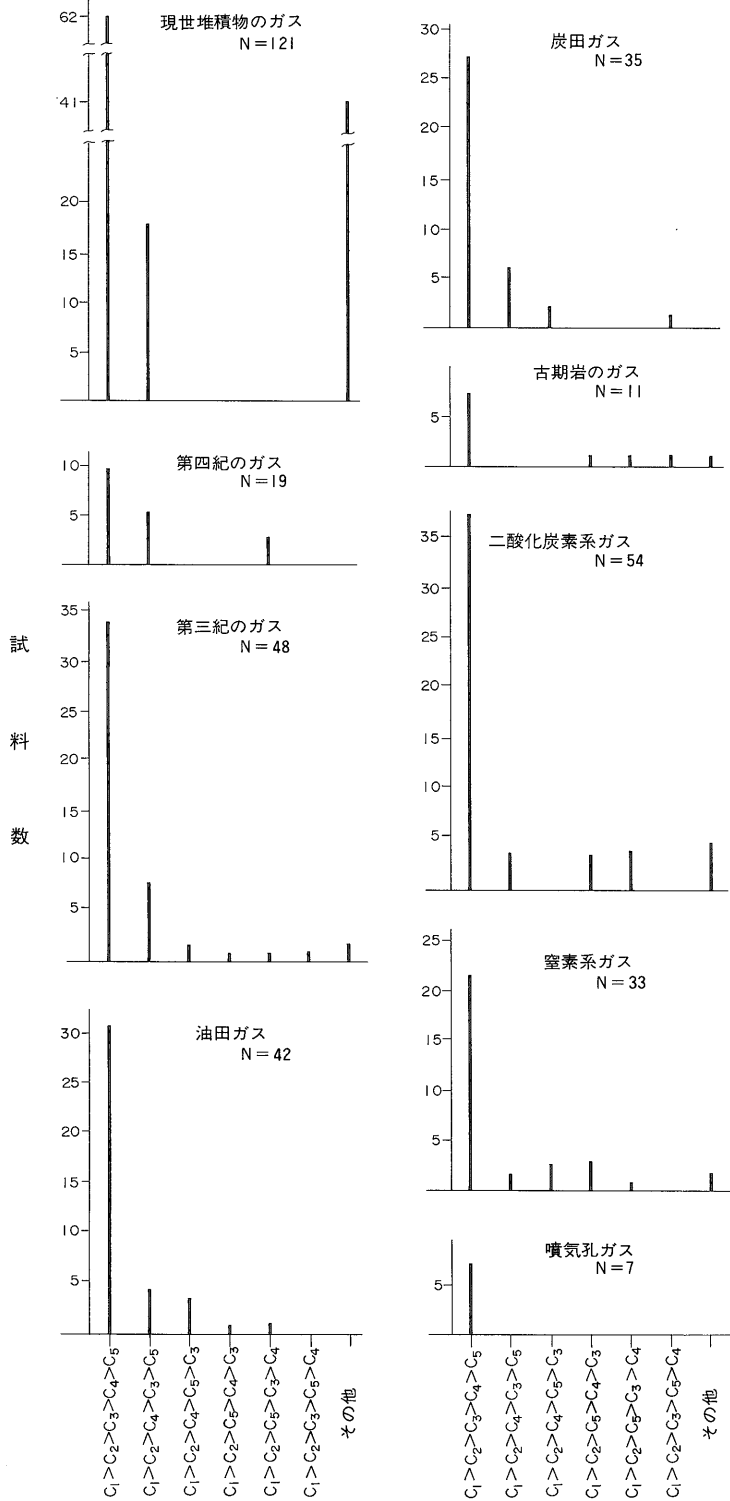 現世堆積物のガス
N=121
62
41
20
15
10
5
第四紀のガス
N=19
10
5
試料数
第三紀のガス
N=48
35
30
25
20
15
10
5
油田ガス
N=42
30
25
20
15
10
5
C₁>C₂>C₃>C₄>C₅
C₁>C₂>C₄>C₃>C₅
C₁>C₂>C₄>C₅>C₃
C₁>C₂>C₅>C₄>C₃
C₁>C₂>C₅>C₃>C₄
C₁>C₂>C₃>C₅>C₄
その他
炭田ガス
N=35
30
25
20
15
10
5
古期岩のガス
N=11
5
二酸化炭素系ガス
N=54
35
30
25
20
15
10
5
窒素系ガス
N=33
25
20
15
10
5
噴気孔ガス
N=7
5
C₁>C₂>C₃>C₄>C₅
C₁>C₂>C₄>C₃>C₅
C₁>C₂>C₄>C₅>C₃
C₁>C₂>C₅>C₄>C₃
C₁>C₂>C₅>C₃>C₄
C₁>C₂>C₃>C₅>C₄
その他